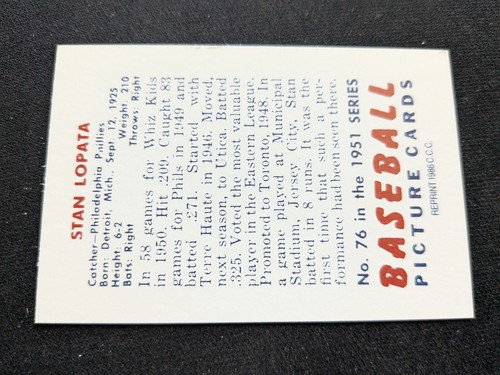 STAN LOPATA
Catcher—Philadelphia Phillies
Born: Detroit, Mich., Sept. 12, 1925
Height: 6-2 Weight: 210
Bats: Right Throws: Right
In 58 games for Whiz Kids
in 1950. Hit .209. Caught 83
games for Phils in 1949 and
batted .271. Started with
Terre Haute in 1946. Moved,
next season, to Utica. Batted
.325. Voted the most valuable
player in the Eastern League.
Promoted to Toronto, 1948. In
a game played at Municipal
Stadium, Jersey City, Stan
batted in 8 runs. It was the
first time that such a per-
formance had been seen there.
No. 76 in the 1951 SERIES
BASEBALL
PICTURE CARDS
REPRINT 1986 C.C.C.